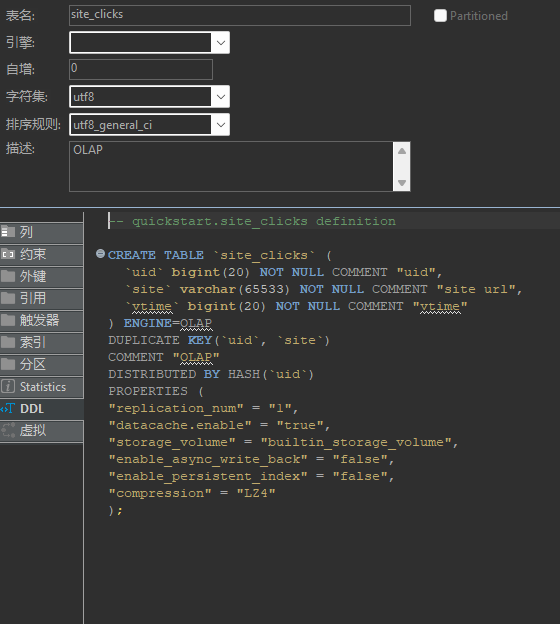 表名: site_clicks Partitioned
引擎:
自增: 0
字符集: utf8
排序规则: utf8_general_ci
描述: OLAP
列
约束
外键
引用
触发器
索引
分区
Statistics
DDL
虚拟
-- quickstart.site_clicks definition
CREATE TABLE `site_clicks` (
`uid` bigint(20) NOT NULL COMMENT "uid",
`site` varchar(65533) NOT NULL COMMENT "site url",
`vtime` bigint(20) NOT NULL COMMENT "vtime"
) ENGINE=OLAP
DUPLICATE KEY(`uid`, `site`)
COMMENT "OLAP"
DISTRIBUTED BY HASH(`uid`)
PROPERTIES (
"replication_num" = "1",
"datacache.enable" = "true",
"storage_volume" = "builtin_storage_volume",
"enable_async_write_back" = "false",
"enable_persistent_index" = "false",
"compression" = "LZ4"
);